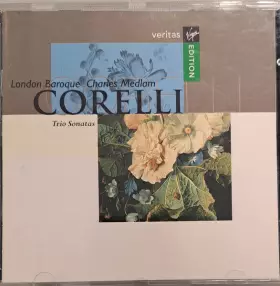 veritas
Virgin
EDITION
London Baroque Charles Medlam
CORELLI
Trio Sonatas